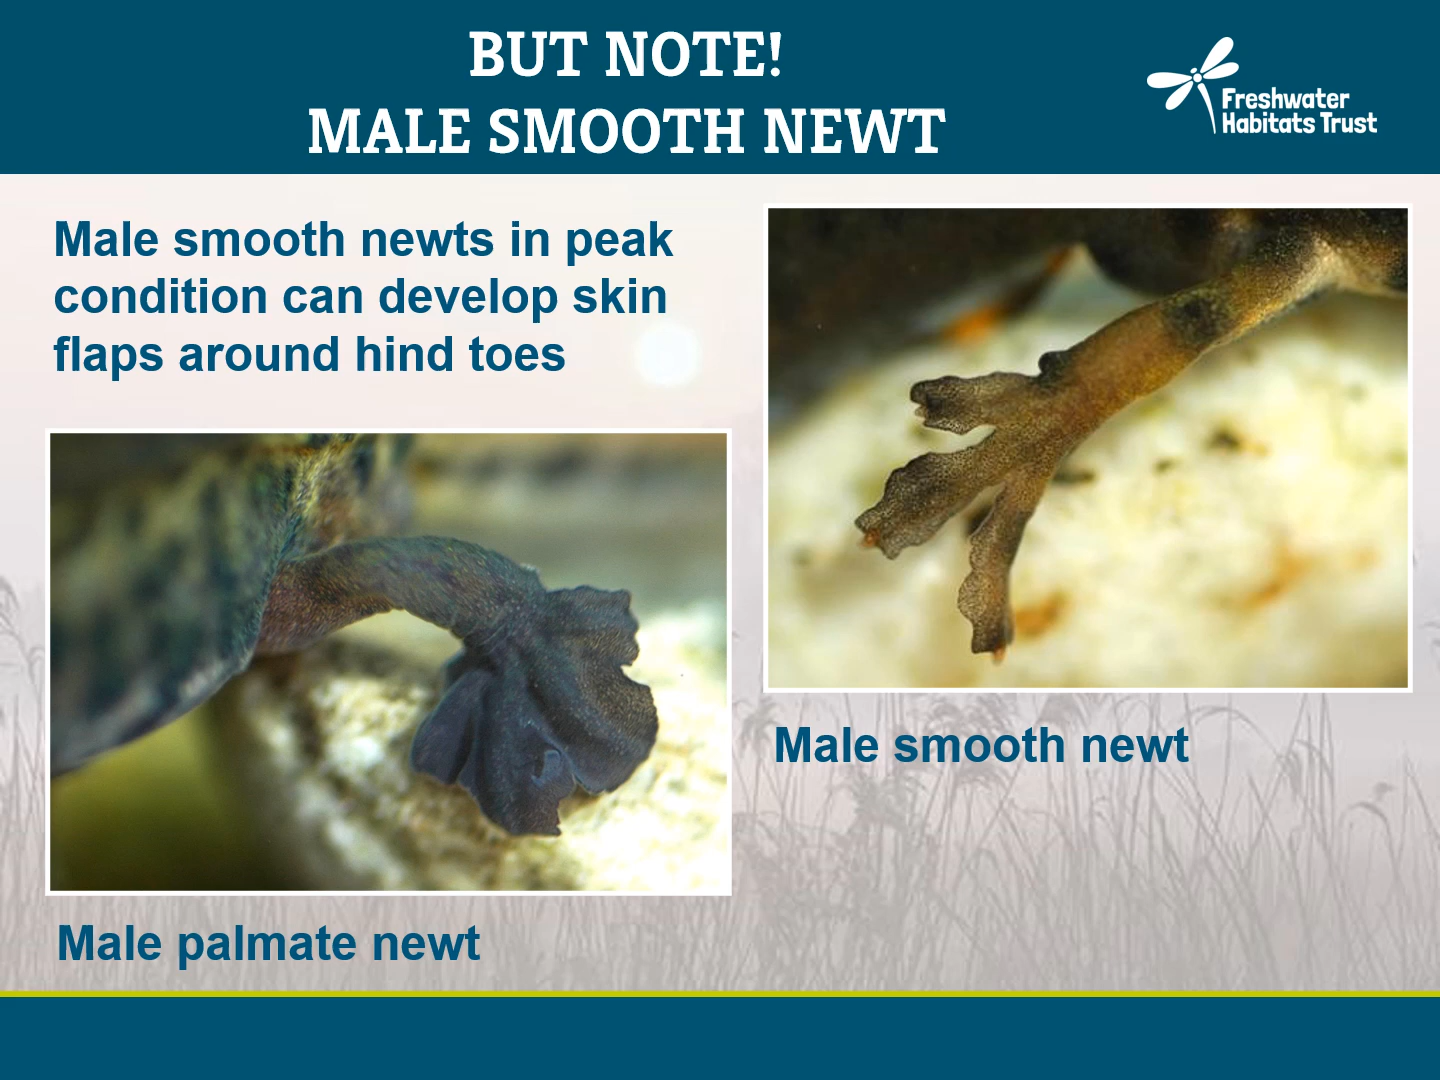 BUT NOTE!
MALE SMOOTH NEWT
Freshwater
Habitats Trust
Male smooth newts in peak
condition can develop skin
flaps around hind toes
Male smooth newt
Male palmate newt